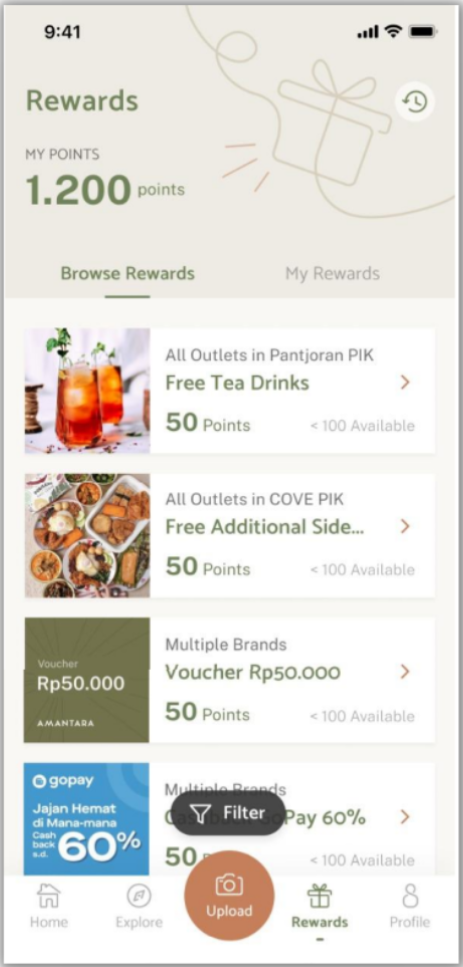 9:41
Rewards
MY POINTS
1.200 points
Browse Rewards
My Rewards
All Outlets in Pantjoran PIK
Free Tea Drinks
50 Points
< 100 Available
All Outlets in COVE PIK
Free Additional Side...
50 Points
< 100 Available
Voucher
Rp50.000
AMANTARA
Multiple Brands
Voucher Rp50.000
50 Points
< 100 Available
gopay
Jajan Hemat
di Mana-mana
Cash
back
s.d.
60%
Multiple Brands
Pay 60%
50
< 100 Available
Filter
Upload
Home
Explore
Rewards
Profile